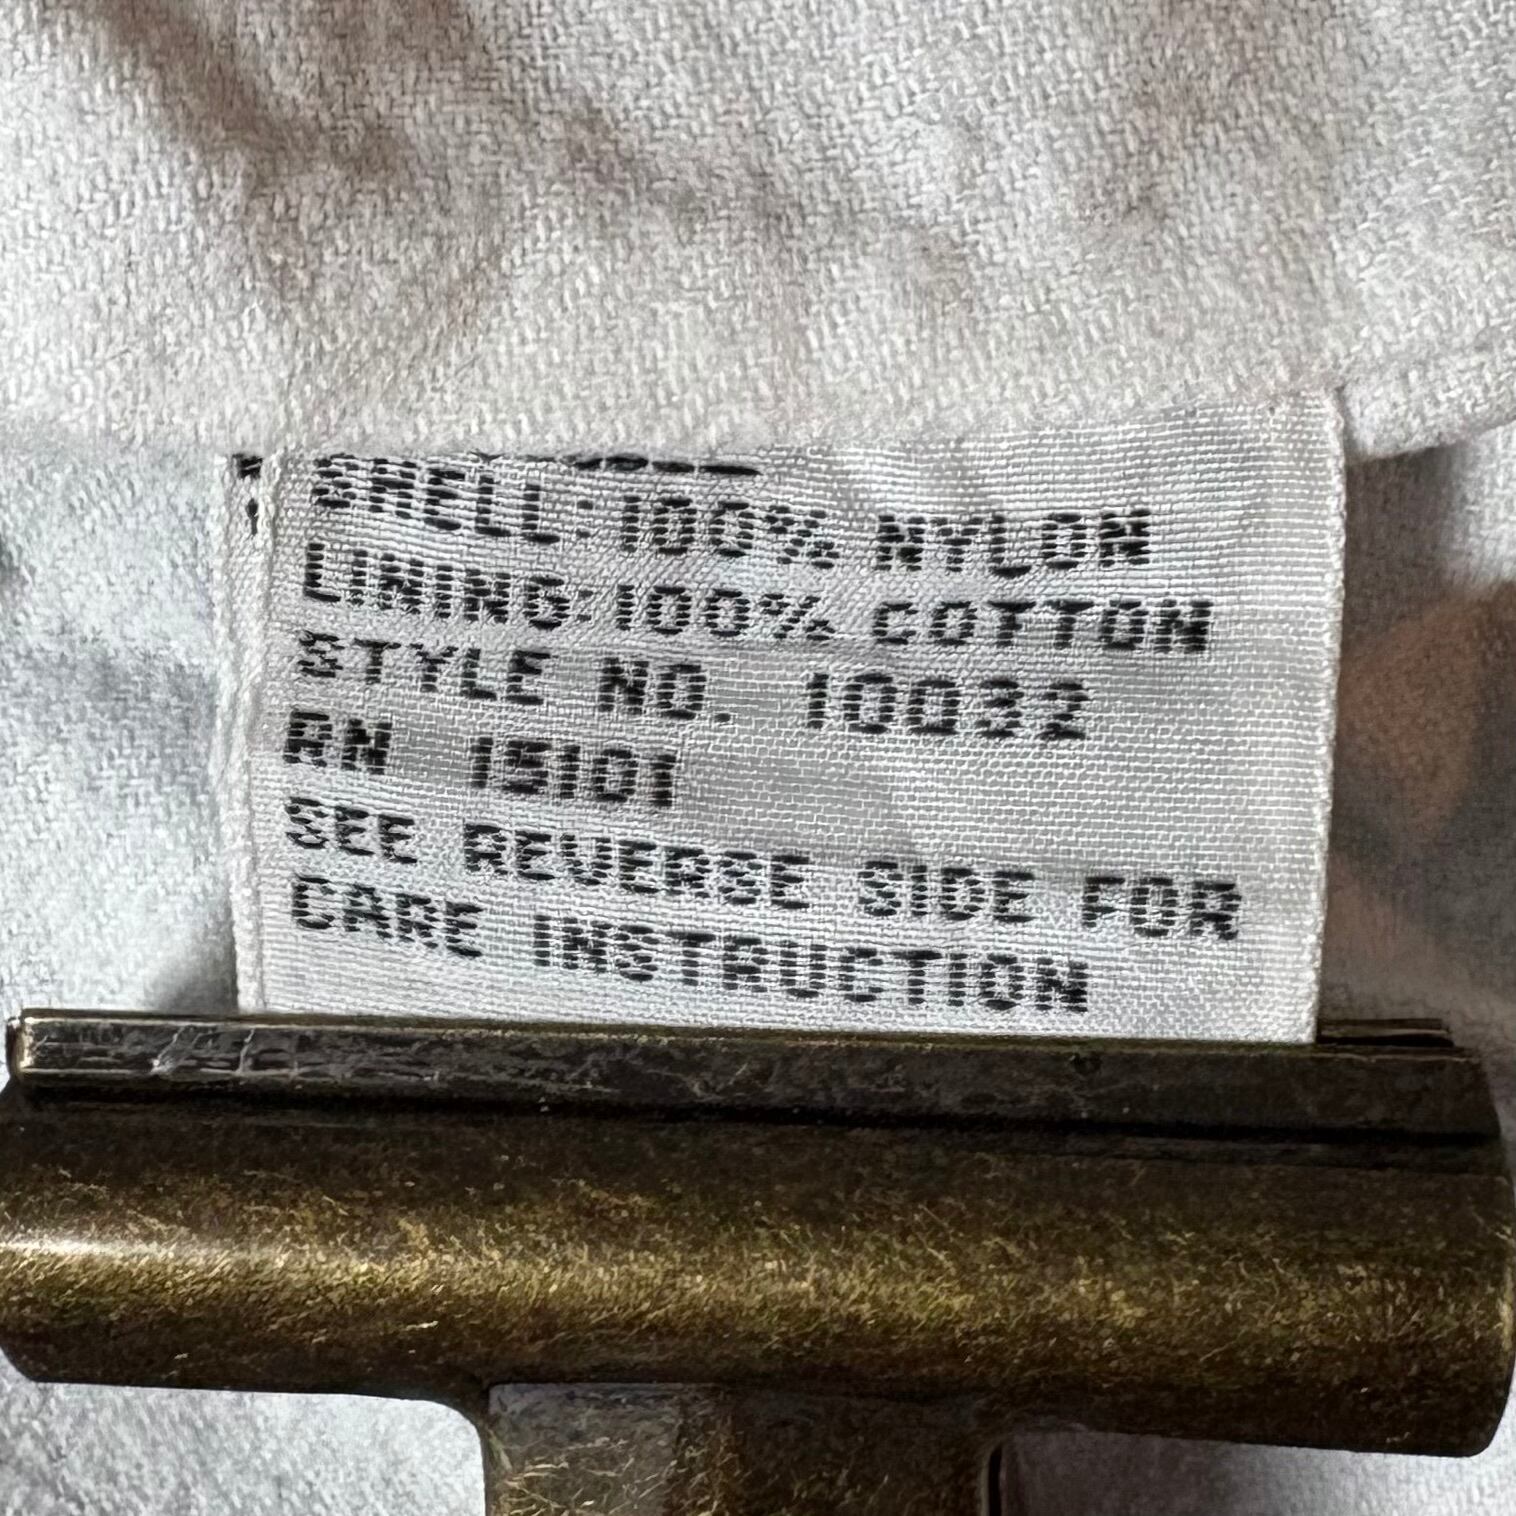 SHELL: 100% NYLON
LINING: 100% COTTON
STYLE NO. 10032
RN 15101
SEE REVERSE SIDE FOR
CARE INSTRUCTION